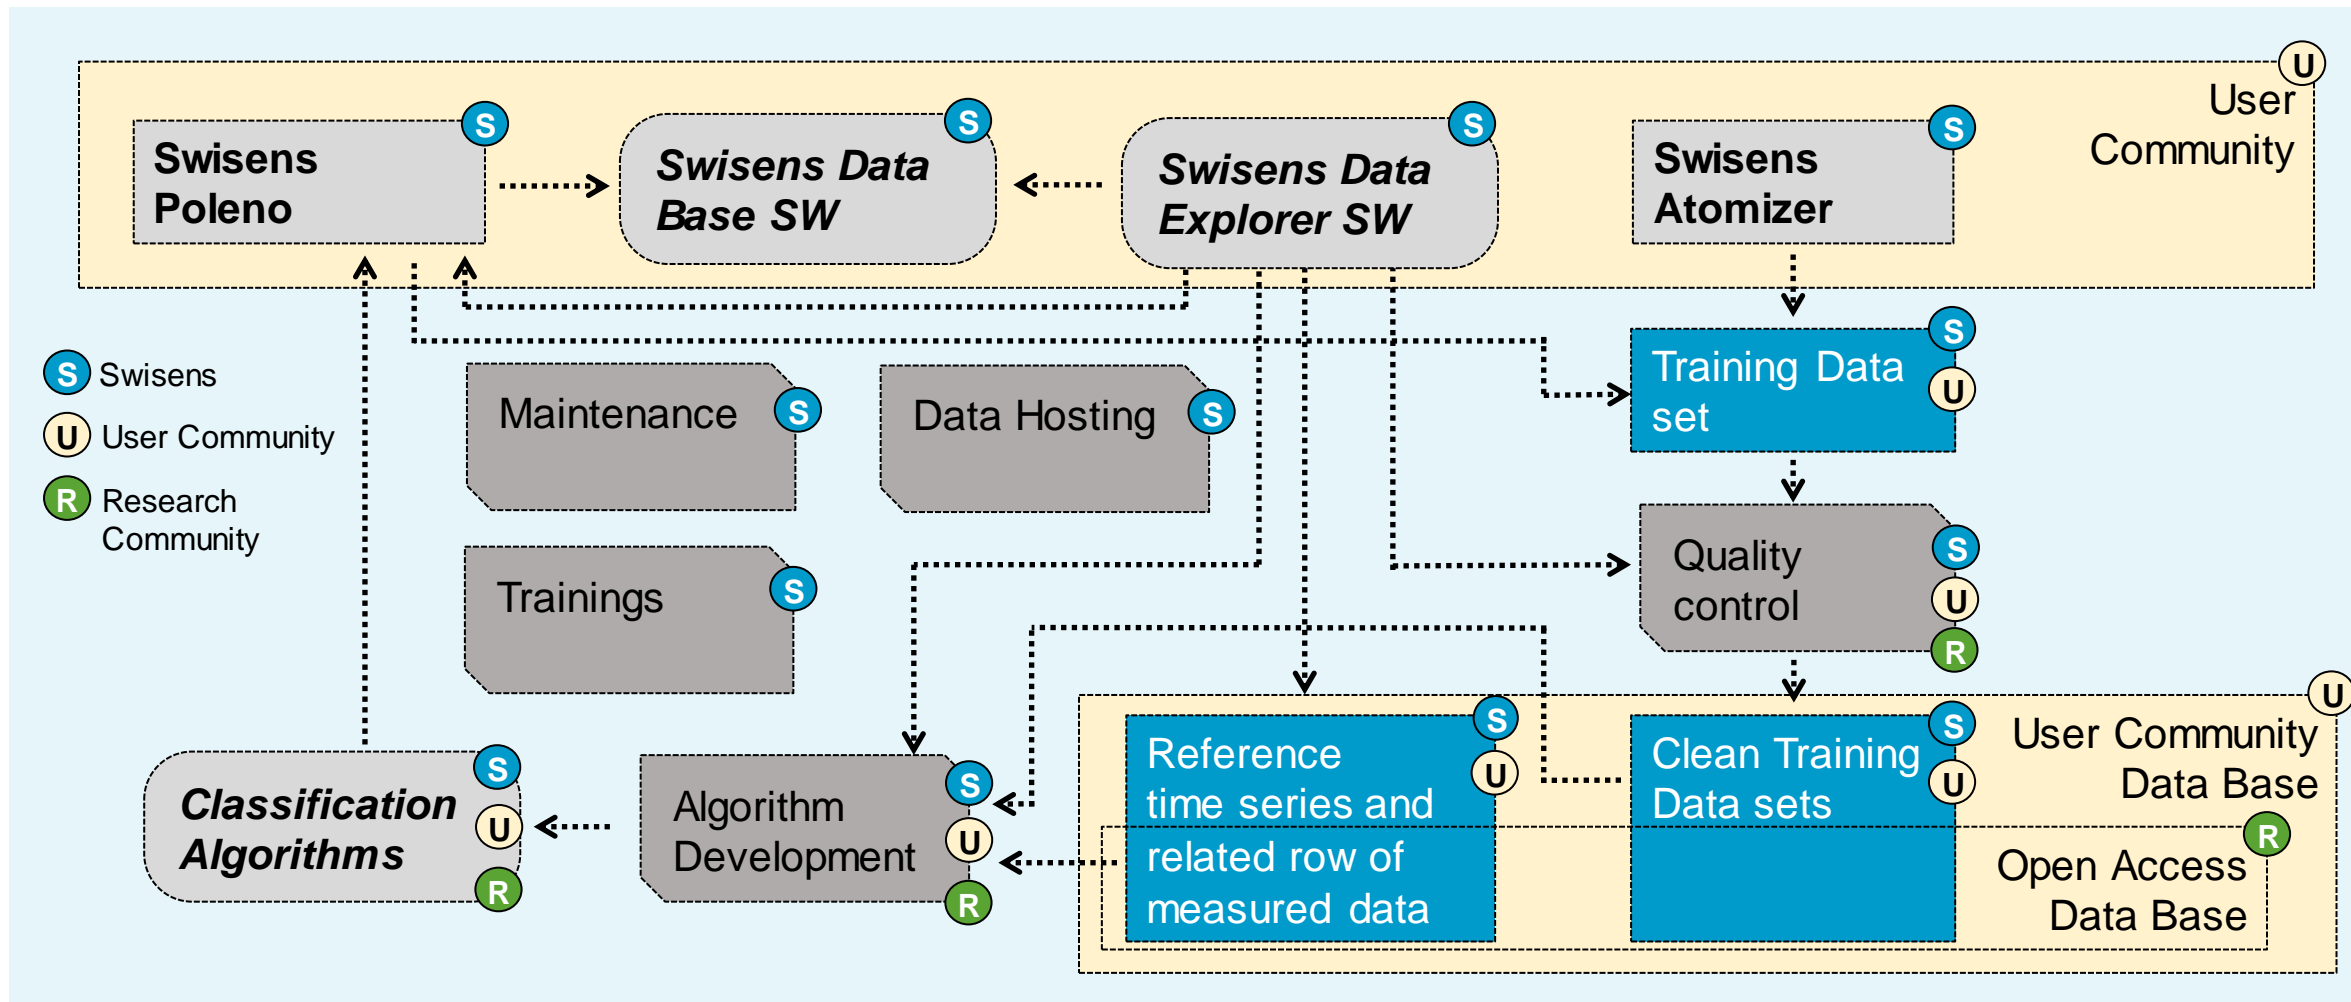 U
User
Community
S
Swisens
Poleno
S
Swisens Data
Base SW
S
Swisens Data
Explorer SW
S
Swisens
Atomizer
S Swisens
U User Community
R Research
Community
Maintenance
S
Data Hosting
S
Training Data
set
S
U
Trainings
S
Quality
control
S
U
R
Classification
Algorithms
S
U
R
Algorithm
Development
S
U
R
Reference
time series and
related row of
measured data
S
U
Clean Training
Data sets
S
U
U
User Community
Data Base
R
Open Access
Data Base